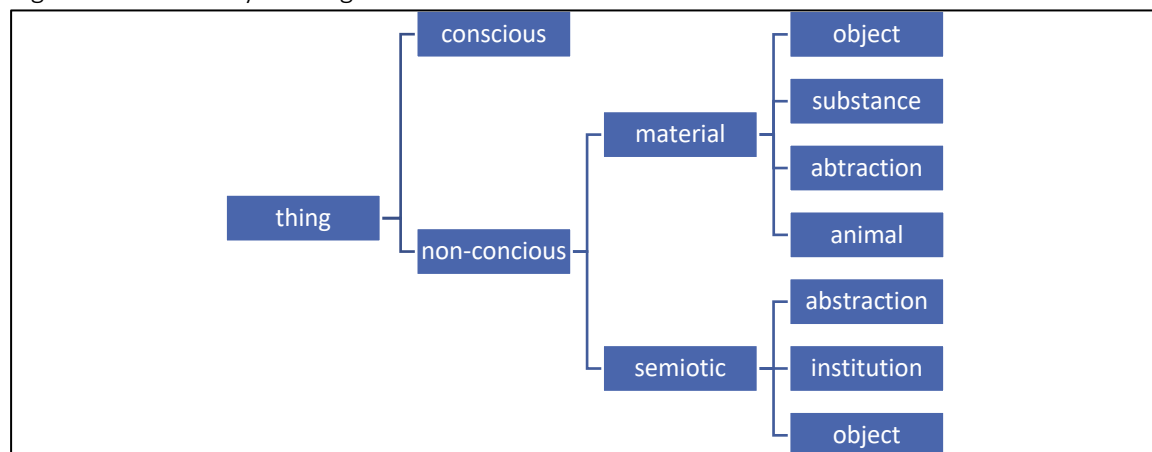 conscious
object
substance
material
abtraction
thing
animal
non-concious
abstraction
semiotic
institution
object